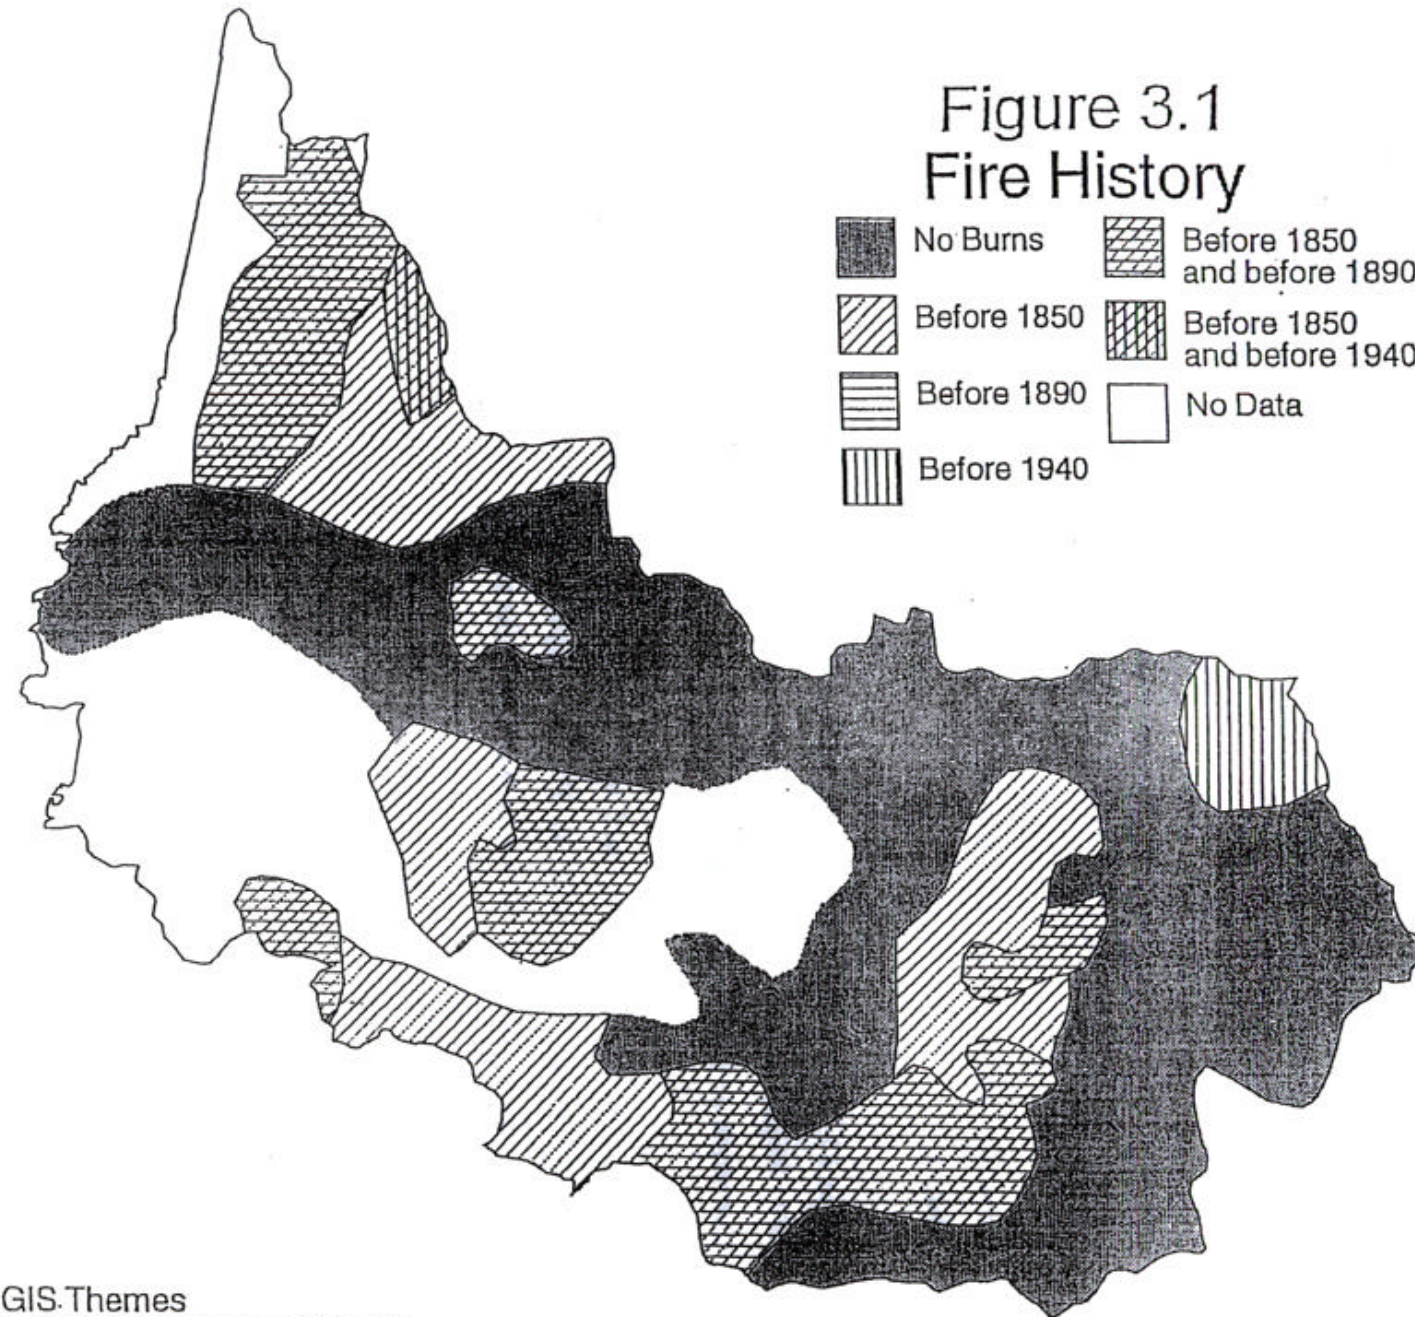 Figure 3.1
Fire History
No Burns
Before 1850
Before 1890
Before 1940
Before 1850
and before 1890
Before 1850
and before 1940
No Data
GIS Themes